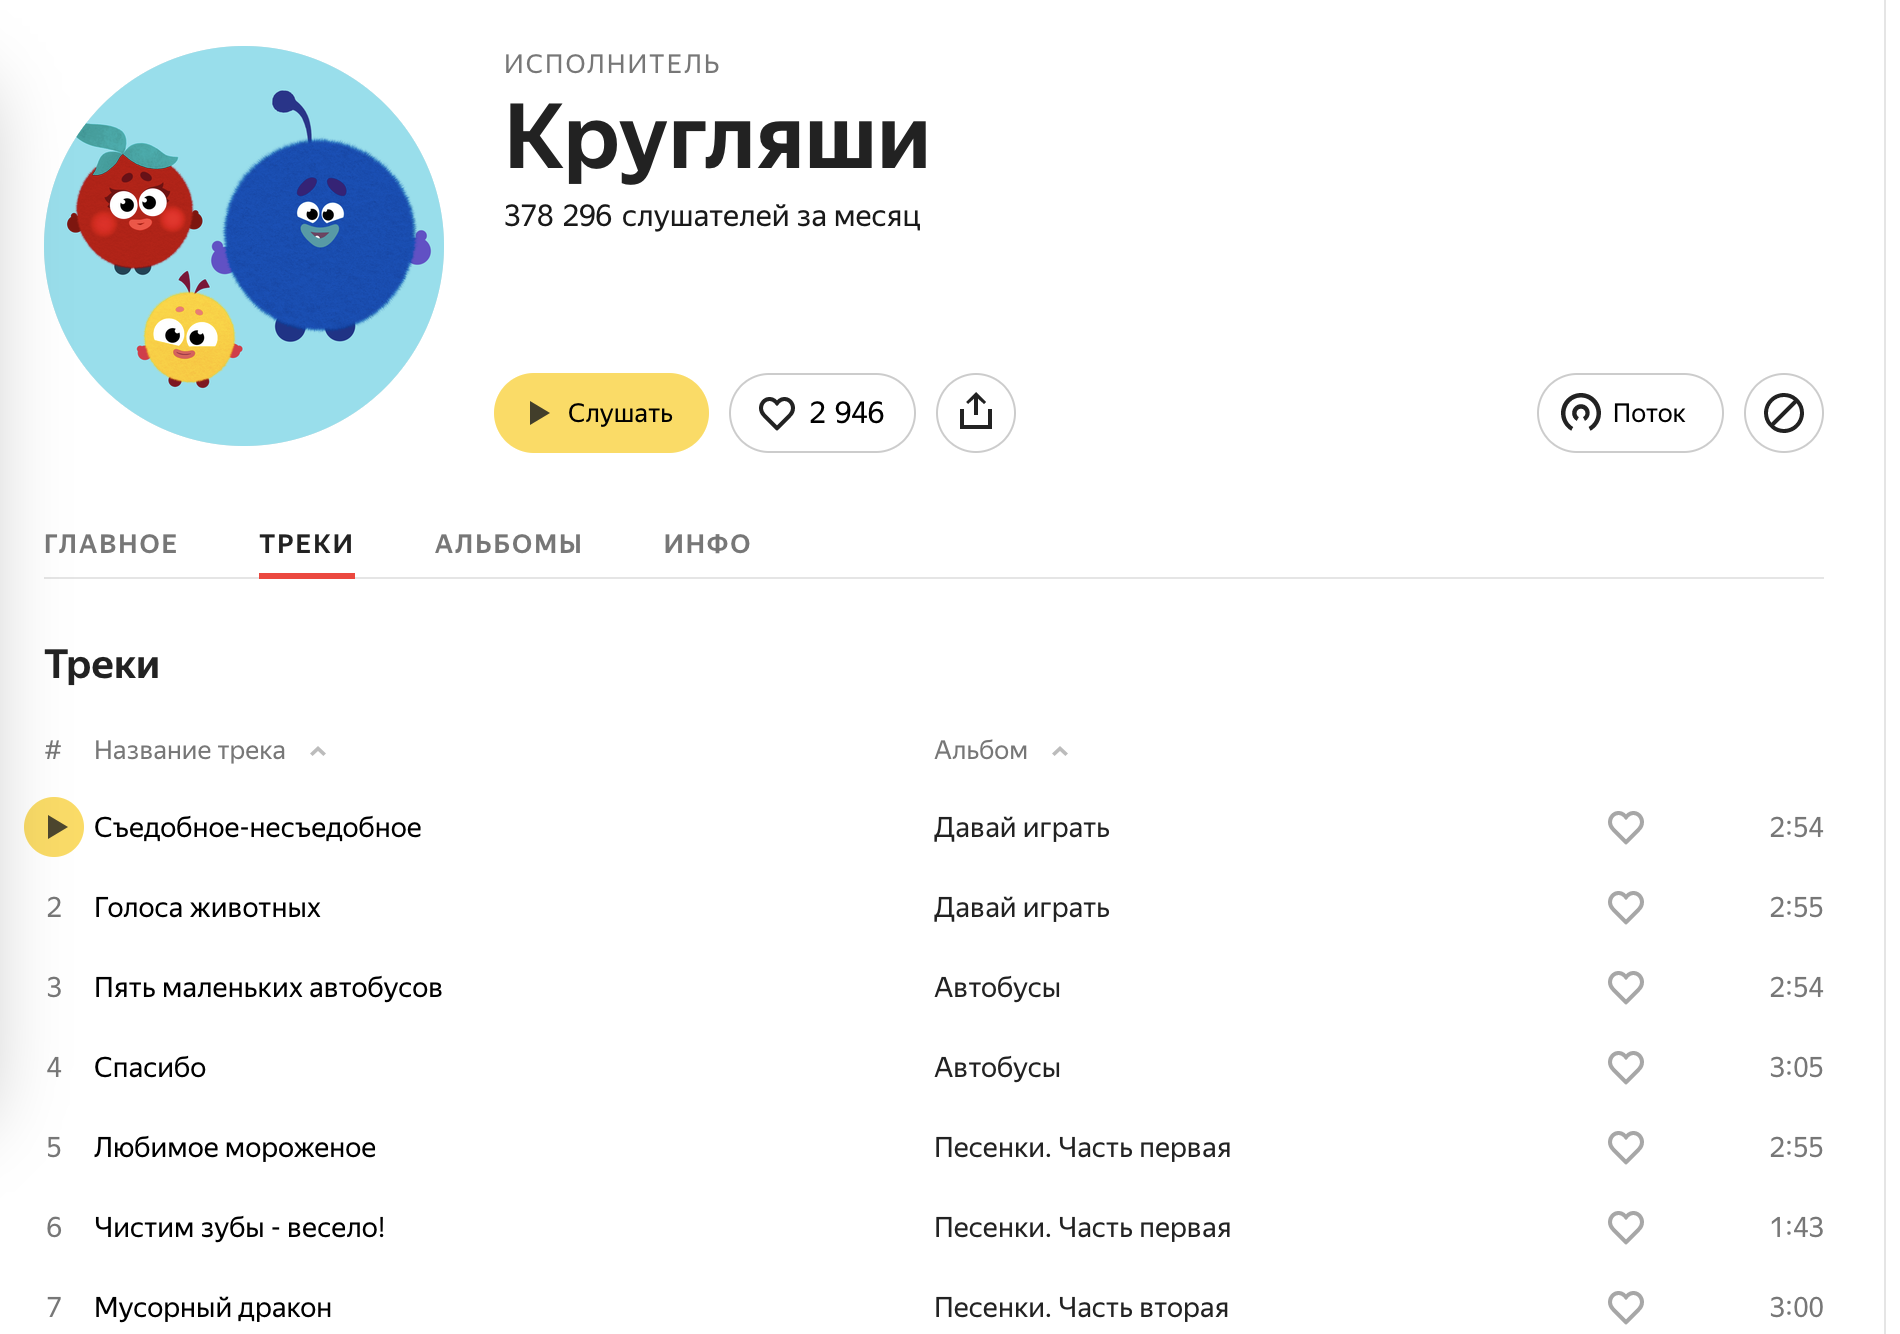 ИСПОЛНИТЕЛЬ
Кругляши
378 296 слушателей за месяц
Слушать
2 946
Поток
ГЛАВНОЕ ТРЕКИ АЛЬБОМЫ ИНФО
Треки
# Название трека Альбом
Съедобное-несъедобное Давай играть 2:54
2 Голоса животных Давай играть 2:55
3 Пять маленьких автобусов Автобусы 2:54
4 Спасибо Автобусы 3:05
5 Любимое мороженое Песенки. Часть первая 2:55
6 Чистим зубы - весело! Песенки. Часть первая 1:43
7 Мусорный дракон Песенки. Часть вторая 3:00